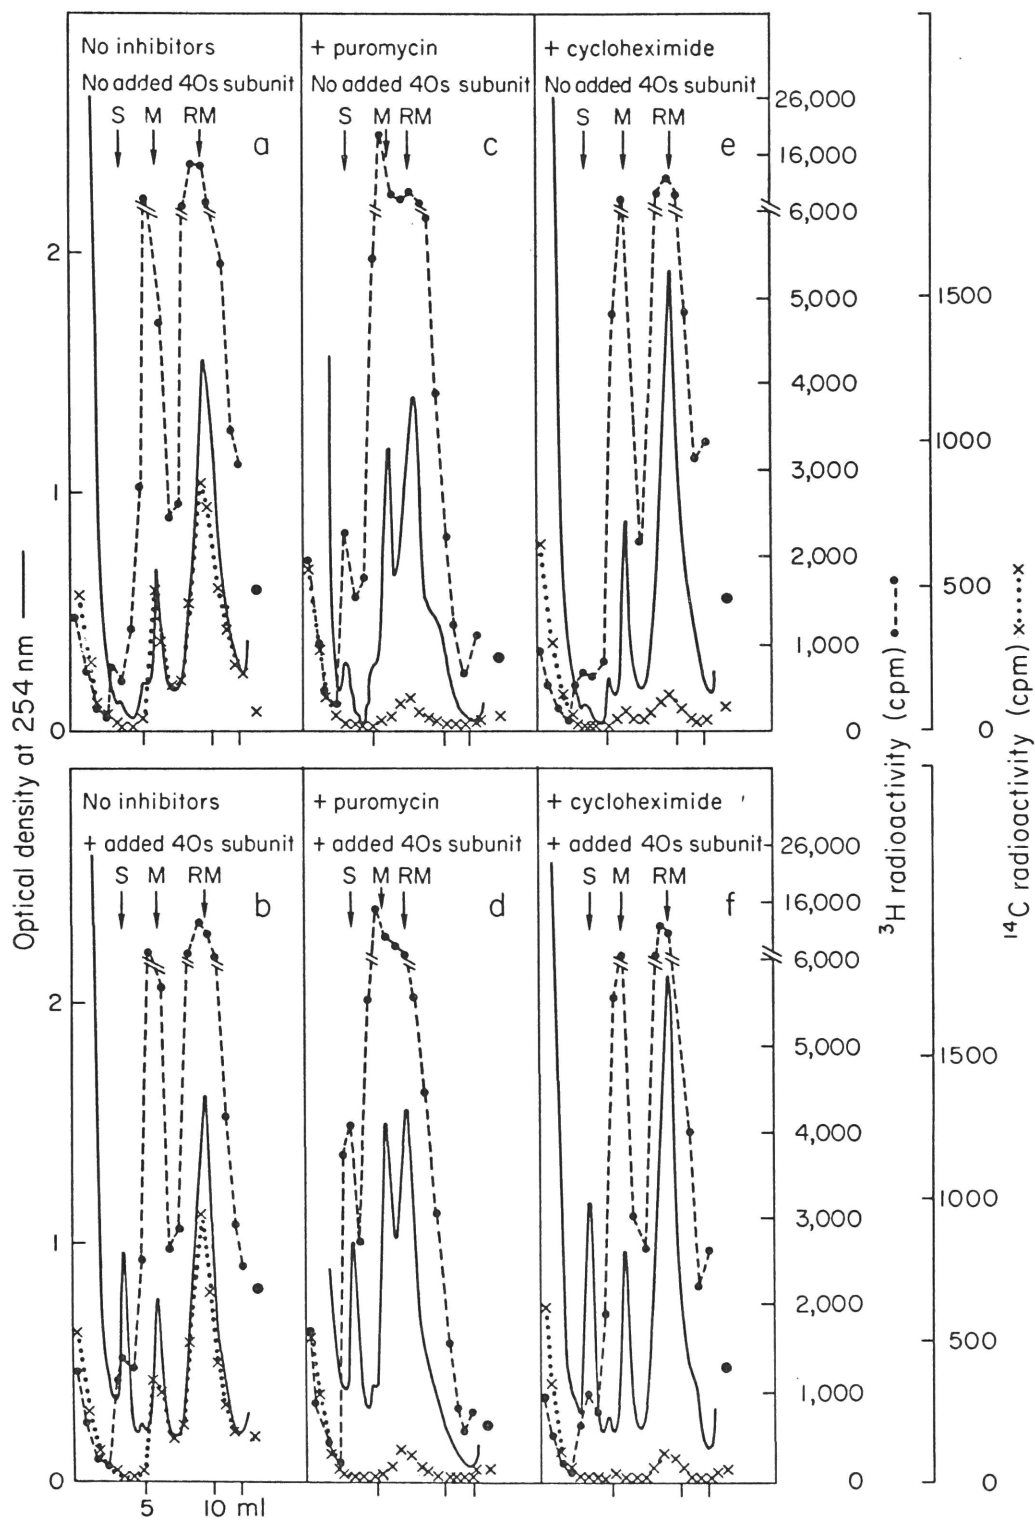 No inhibitors
No added 40s subunit
S M RM
a
+ puromycin
No added 40s subunit
S M RM
c
+ cycloheximide
No added 40s subunit
S M RM
e
26,000
16,000
6,000
5,000
4,000
3,000
2,000
1,000
0
1500
1000
500
0
2
1
0
No inhibitors
+ added 40s subunit
S M RM
b
+ puromycin
+ added 40s subunit
S M RM
d
+ cycloheximide
+ added 40s subunit
S M RM
f
26,000
16,000
6,000
5,000
4,000
3,000
2,000
1,000
0
1500
1000
500
0
2
1
0
5 10 ml
Optical density at 254 nm
³H radioactivity (cpm)
¹⁴C radioactivity (cpm)